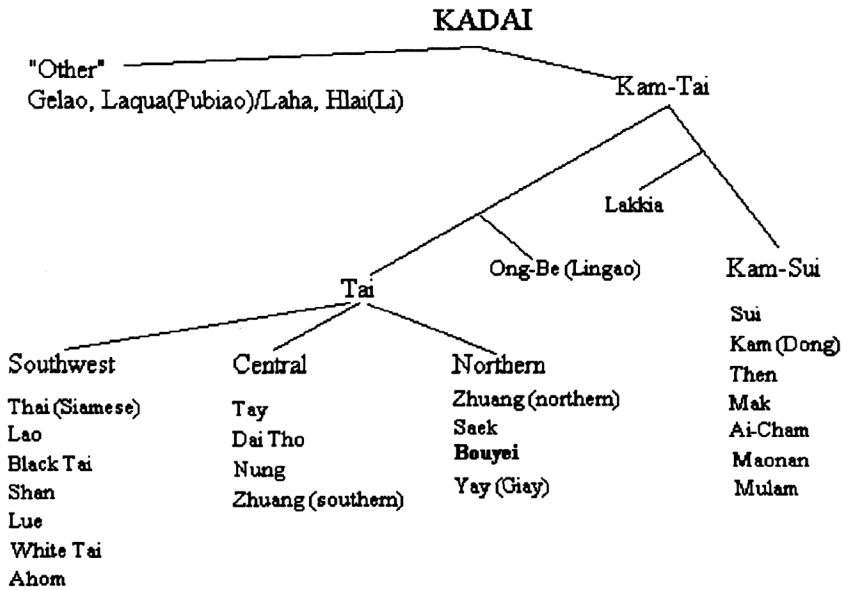 KADAI
"Other"
Gelao, Laqua(Pubiao)/Laha, Hlai(Li)
Kam-Tai
Lakkia
Ong-Be (Lingao)
Kam-Sui
Sui
Kam (Dong)
Then
Mak
Ai-Cham
Maonan
Mulam
Tai
Southwest
Thai (Siamese)
Lao
Black Tai
Shan
Lue
White Tai
Ahom
Central
Tay
Dai Tho
Nung
Zhuang (southern)
Northern
Zhuang (northern)
Saek
Bouyei
Yay (Giay)